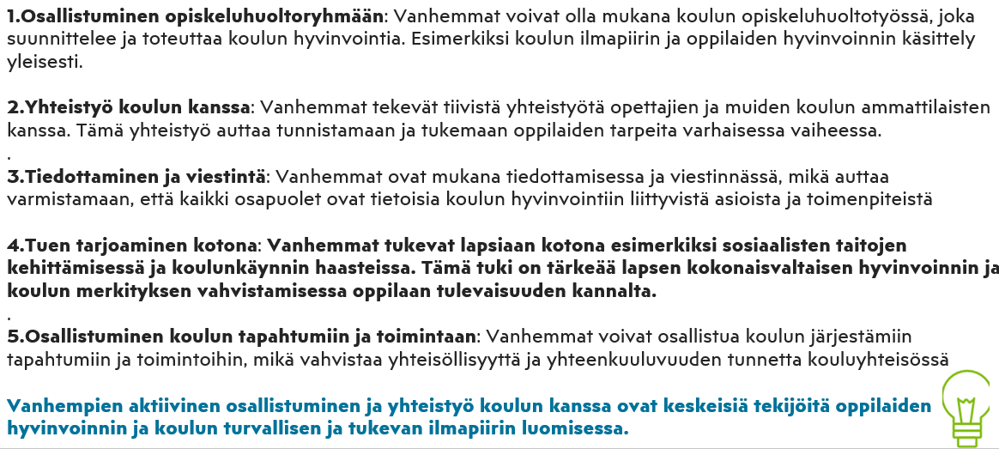 1.Osallistuminen opiskeluhuoltoryhmään: Vanhemmat voivat olla mukana koulun opiskeluhuoltotyössä, joka
suunnittelee ja toteuttaa koulun hyvinvointia. Esimerkiksi koulun ilmapiirin ja oppilaiden hyvinvoinnin käsittely
yleisesti.
2.Yhteistyö koulun kanssa: Vanhemmat tekevät tiivistä yhteistyötä opettajien ja muiden koulun ammattilaisten
kanssa. Tämä yhteistyö auttaa tunnistamaan ja tukemaan oppilaiden tarpeita varhaisessa vaiheessa.
.
3.Tiedottaminen ja viestintä: Vanhemmat ovat mukana tiedottamisessa ja viestinnässä, mikä auttaa
varmistamaan, että kaikki osapuolet ovat tietoisia koulun hyvinvointiin liittyvistä asioista ja toimenpiteistä
4.Tuen tarjoaminen kotona: Vanhemmat tukevat lapsiaan kotona esimerkiksi sosiaalisten taitojen
kehittämisessä ja koulunkäynnin haasteissa. Tämä tuki on tärkeää lapsen kokonaisvaltaisen hyvinvoinnin ja
koulun merkityksen vahvistamisessa oppilaan tulevaisuuden kannalta.
.
5.Osallistuminen koulun tapahtumiin ja toimintaan: Vanhemmat voivat osallistua koulun järjestämiin
tapahtumiin ja toimintoihin, mikä vahvistaa yhteisöllisyyttä ja yhteenkuuluvuuden tunnetta kouluyhteisössä
Vanhempien aktiivinen osallistuminen ja yhteistyö koulun kanssa ovat keskeisiä tekijöitä oppilaiden
hyvinvoinnin ja koulun turvallisen ja tukevan ilmapiirin luomisessa.